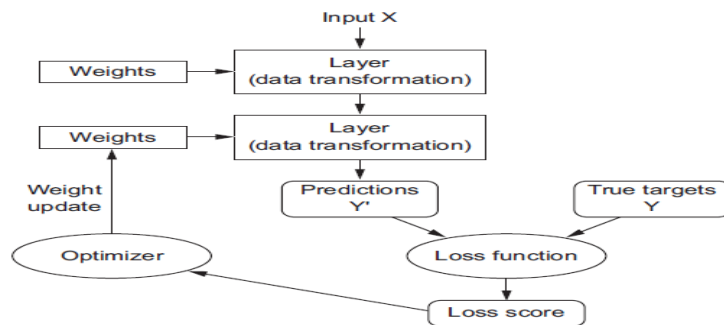 Input X
Weights
Layer
(data transformation)
Weights
Layer
(data transformation)
Weight
update
Predictions
Y'
True targets
Y
Optimizer
Loss function
Loss score